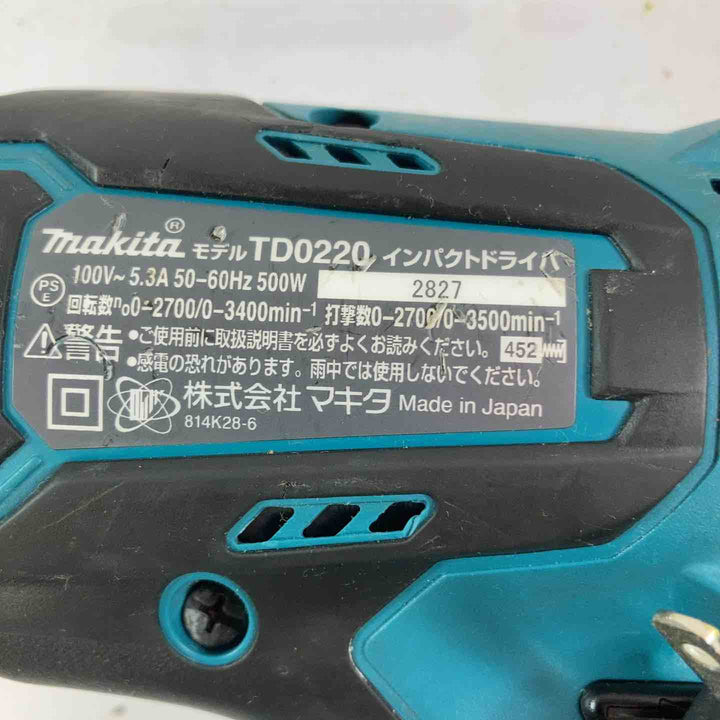 makita® モデル TD0220 インパクトドライバ
PSE 100V~ 5.3A 50-60Hz 500W 2827
回転数n₀0-2700/0-3400min⁻¹ 打撃数0-2700/0-3500min⁻¹
警告 •ご使用前に取扱説明書を必ずよくお読みください。 452
•感電の恐れがあります。雨中では使用しないでください。
株式会社 マキタ Made in Japan
814K28-6